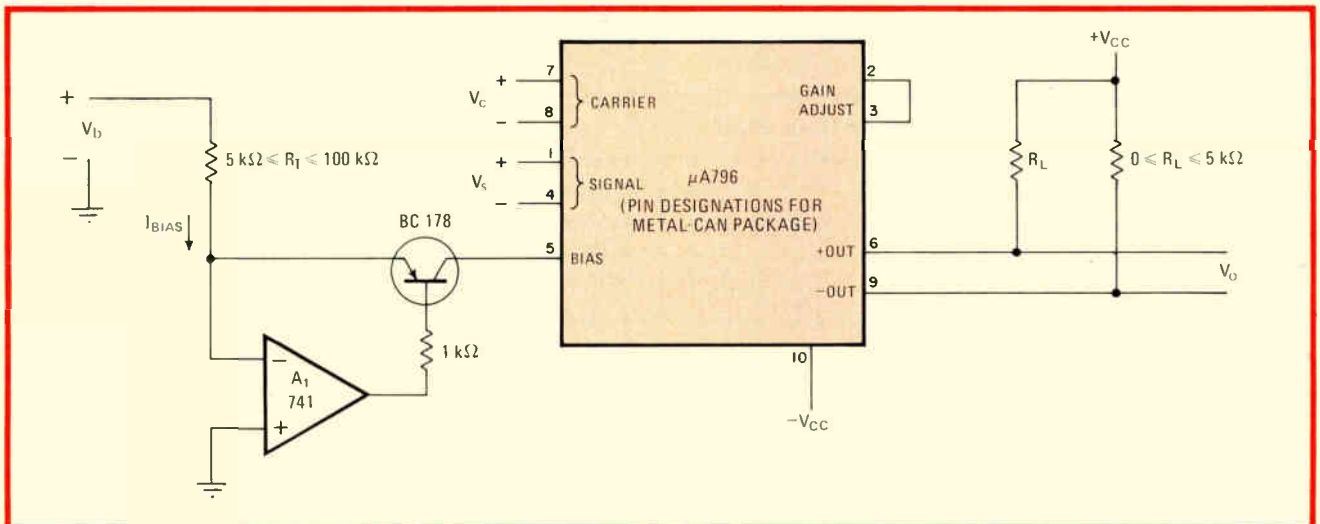 +VCC
7
2
+
Vc
CARRIER
GAIN ADJUST
−
8
3
+
Vb
−
5 kΩ ≤ RI ≤ 100 kΩ
RL
0 ≤ RL ≤ 5 kΩ
+
1
Vs
SIGNAL
−
4
μA796
(PIN DESIGNATIONS FOR
METAL-CAN PACKAGE)
IBIAS
BC 178
5
BIAS
+OUT
6
Vo
−OUT
9
1 kΩ
10
−
A1
741
+
−VCC